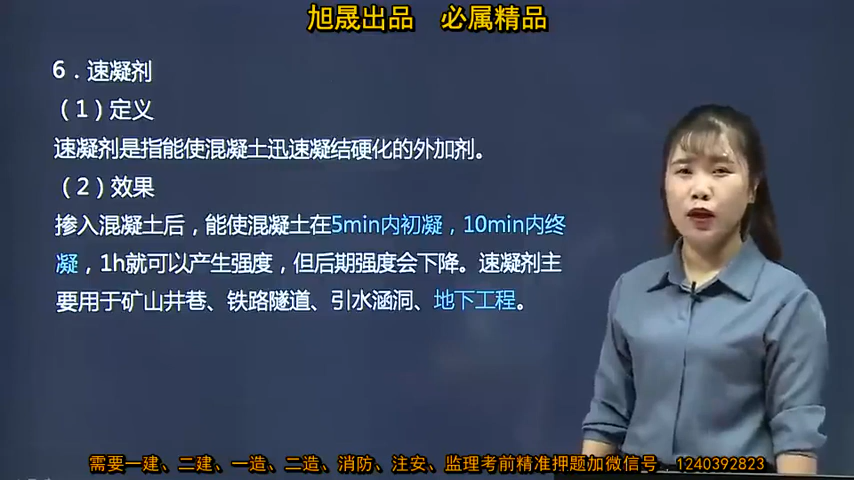 旭晟出品　必属精品
6．速凝剂
（1）定义
速凝剂是指能使混凝土迅速凝结硬化的外加剂。
（2）效果
掺入混凝土后，能使混凝土在5min内初凝，10min内终
凝，1h就可以产生强度，但后期强度会下降。速凝剂主
要用于矿山井巷、铁路隧道、引水涵洞、地下工程。
需要一建、二建、一造、二造、消防、注安、监理考前精准押题加微信号：1240392823